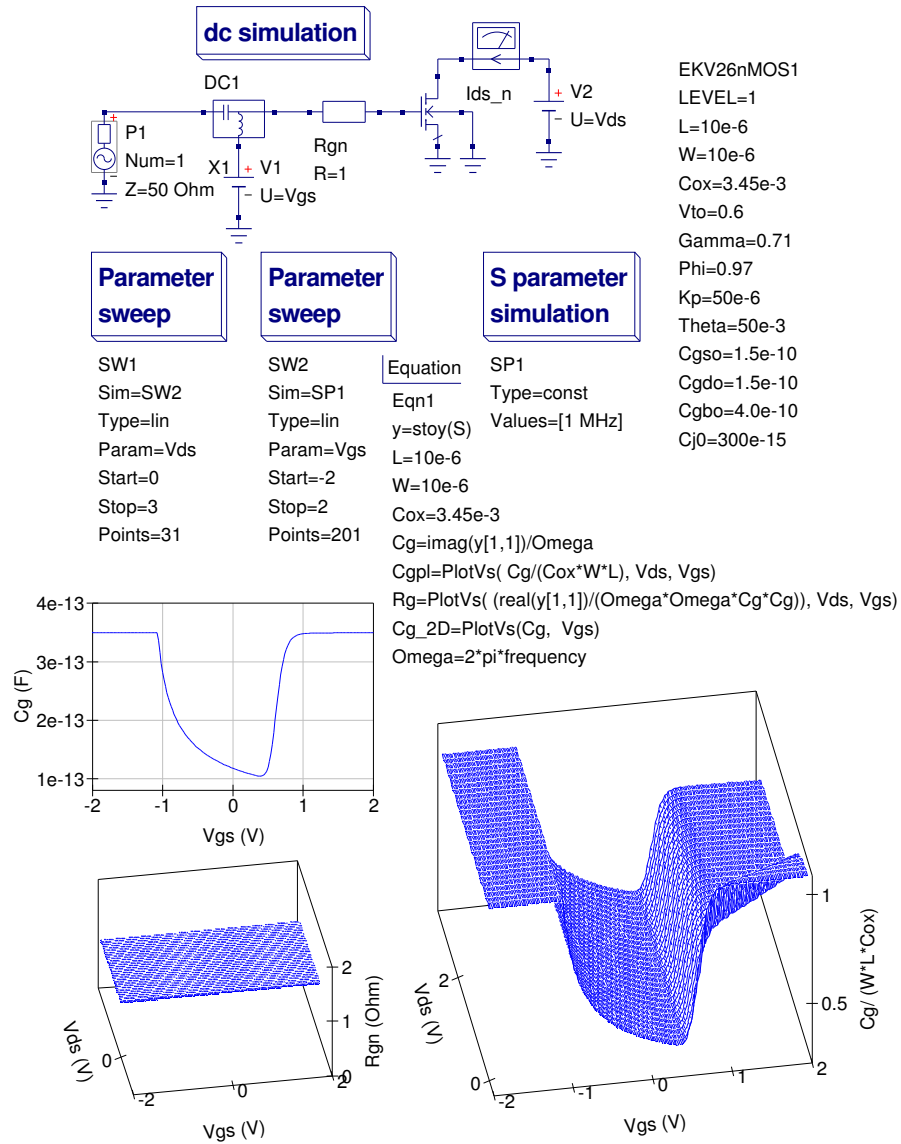 dc simulation
DC1
P1
Num=1
Z=50 Ohm
X1
V1
U=Vgs
Rgn
R=1
Ids_n
V2
U=Vds
EKV26nMOS1
LEVEL=1
L=10e-6
W=10e-6
Cox=3.45e-3
Vto=0.6
Gamma=0.71
Phi=0.97
Kp=50e-6
Theta=50e-3
Cgso=1.5e-10
Cgdo=1.5e-10
Cgbo=4.0e-10
Cj0=300e-15
Parameter
sweep
SW1
Sim=SW2
Type=lin
Param=Vds
Start=0
Stop=3
Points=31
Parameter
sweep
SW2
Sim=SP1
Type=lin
Param=Vgs
Start=-2
Stop=2
Points=201
S parameter
simulation
SP1
Type=const
Values=[1 MHz]
Equation
Eqn1
y=stoy(S)
L=10e-6
W=10e-6
Cox=3.45e-3
Cg=imag(y[1,1])/Omega
Cgpl=PlotVs( Cg/(Cox*W*L), Vds, Vgs)
Rg=PlotVs( (real(y[1,1])/(Omega*Omega*Cg*Cg)), Vds, Vgs)
Cg_2D=PlotVs(Cg, Vgs)
Omega=2*pi*frequency
4e-13
3e-13
2e-13
1e-13
Cg (F)
-2 -1 0 1 2
Vgs (V)
2
1
0
Rgn (Ohm)
0
Vds (V)
-2 0 2
Vgs (V)
1
0.5
Cg/ (W*L*Cox)
2
0
Vds (V)
-2 -1 0 1 2
Vgs (V)